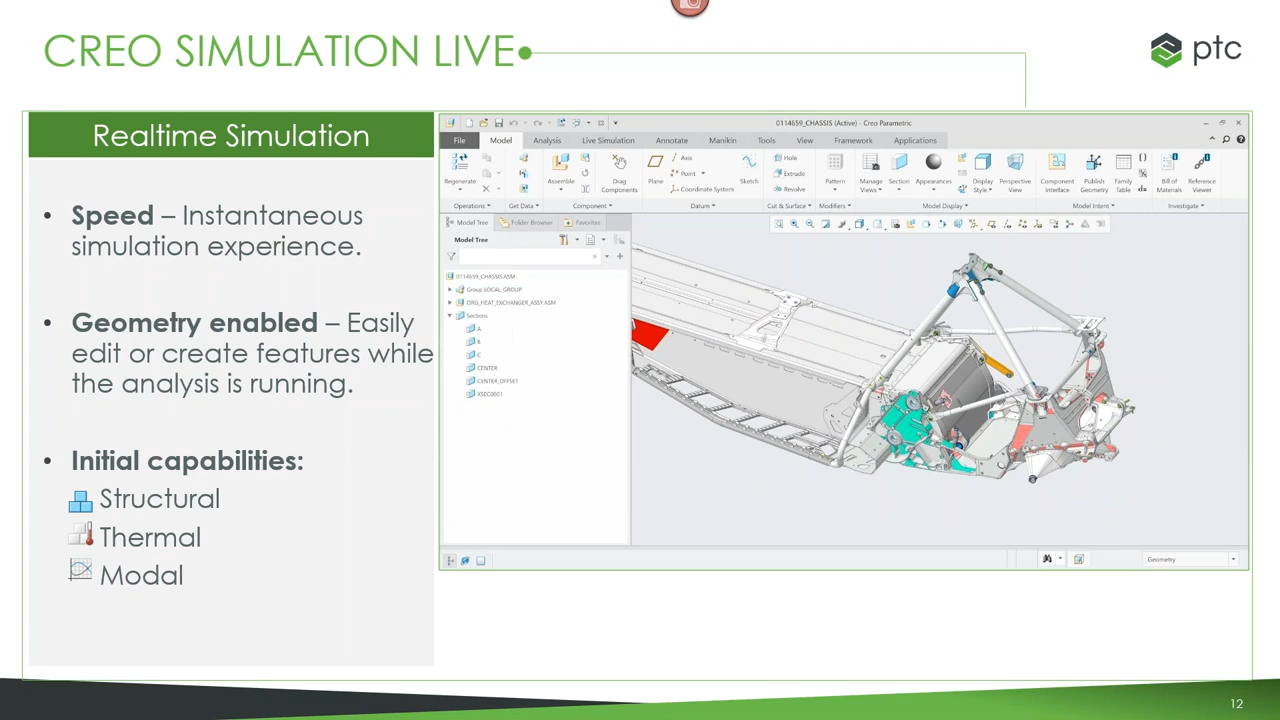 CREO SIMULATION LIVE
ptc
Realtime Simulation
• Speed – Instantaneous
simulation experience.
• Geometry enabled – Easily
edit or create features while
the analysis is running.
• Initial capabilities:
Structural
Thermal
Modal
0114659_CHASSIS (Active) - Creo Parametric
File Model Analysis Live Simulation Annotate Manikin Tools View Framework Applications
Regenerate
Assemble
Drag
Components
Plane
Axis
Point
Coordinate System
Sketch
Hole
Extrude
Revolve
Pattern
Manage
Views
Section
Appearances
Display
Style
Perspective
View
Component
Interface
Publish
Geometry
Family
Table
Bill of
Materials
Reference
Viewer
Operations Get Data Component Datum Cut & Surface Modifiers Model Display Model Intent Investigate
Model Tree Folder Browser Favorites
Model Tree
0114659_CHASSIS.ASM
Group LOCAL_GROUP
ORG_HEAT_EXCHANGER_ASSY.ASM
Sections
A
B
C
CENTER
CENTER_OFFSET
XSEC0001
Geometry
12